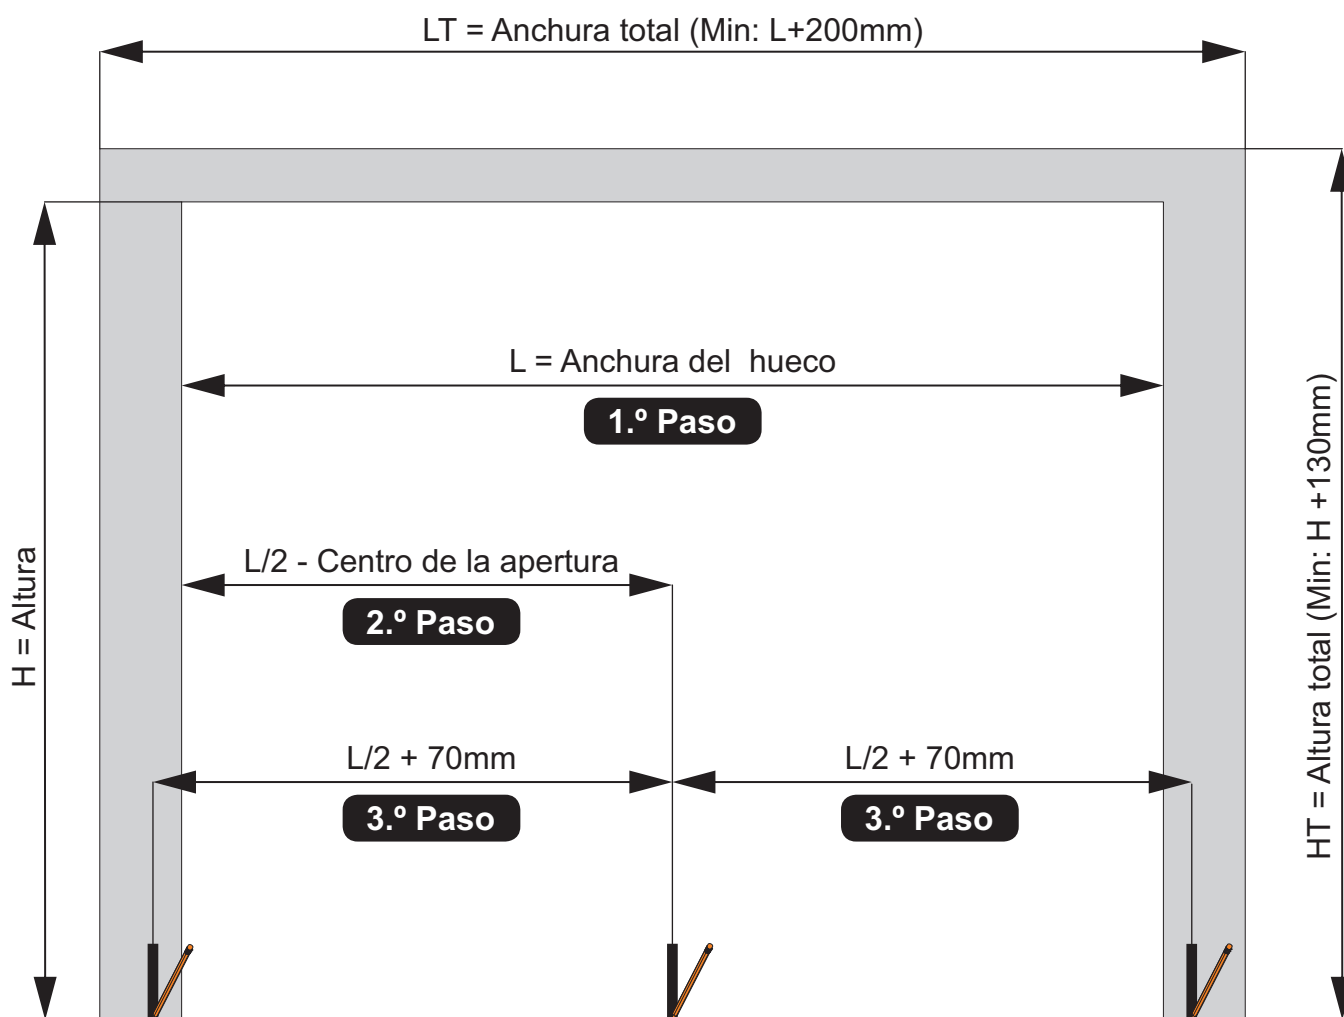 LT = Anchura total (Min: L+200mm)
L = Anchura del hueco
1.º Paso
H = Altura
HT = Altura total (Min: H +130mm)
L/2 - Centro de la apertura
2.º Paso
L/2 + 70mm
3.º Paso
L/2 + 70mm
3.º Paso